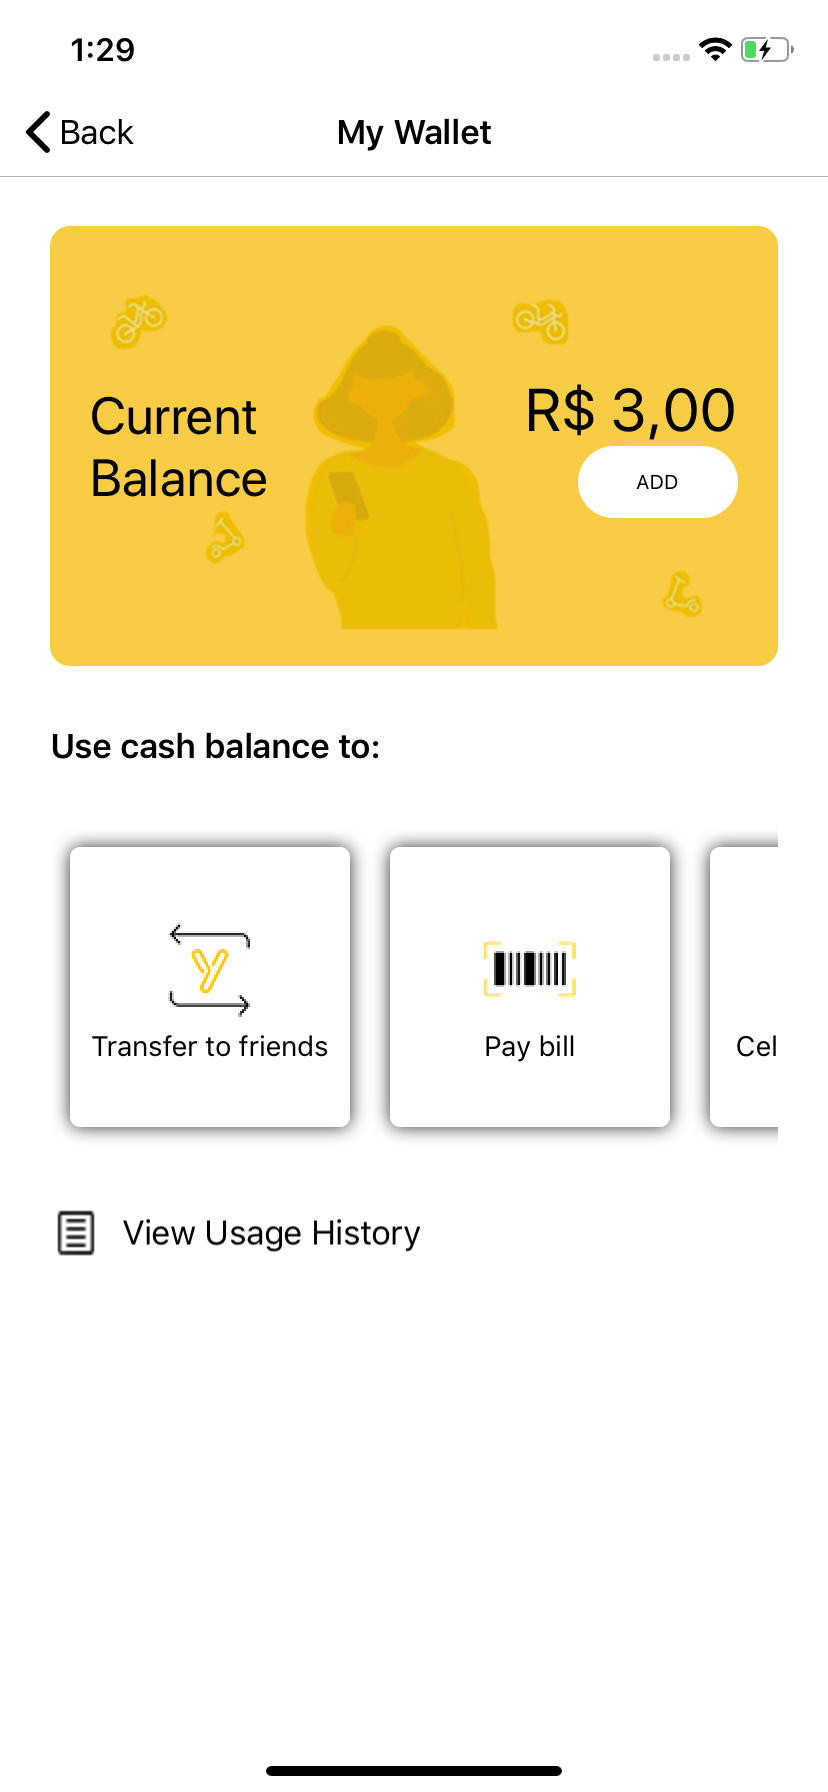 1:29
Back
My Wallet
Current
Balance
R$ 3,00
ADD
Use cash balance to:
Transfer to friends
Pay bill
Cel
View Usage History